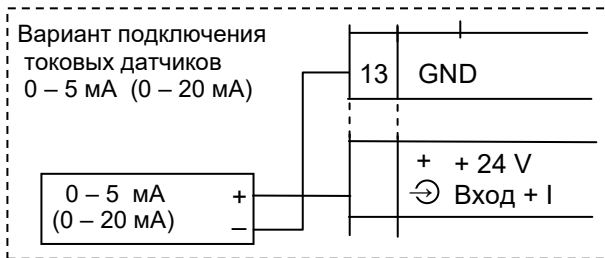 Вариант подключения
токовых датчиков
0 – 5 мА (0 – 20 мА)
13 GND
+ + 24 V
Вход + I
0 – 5 мА +
(0 – 20 мА) –